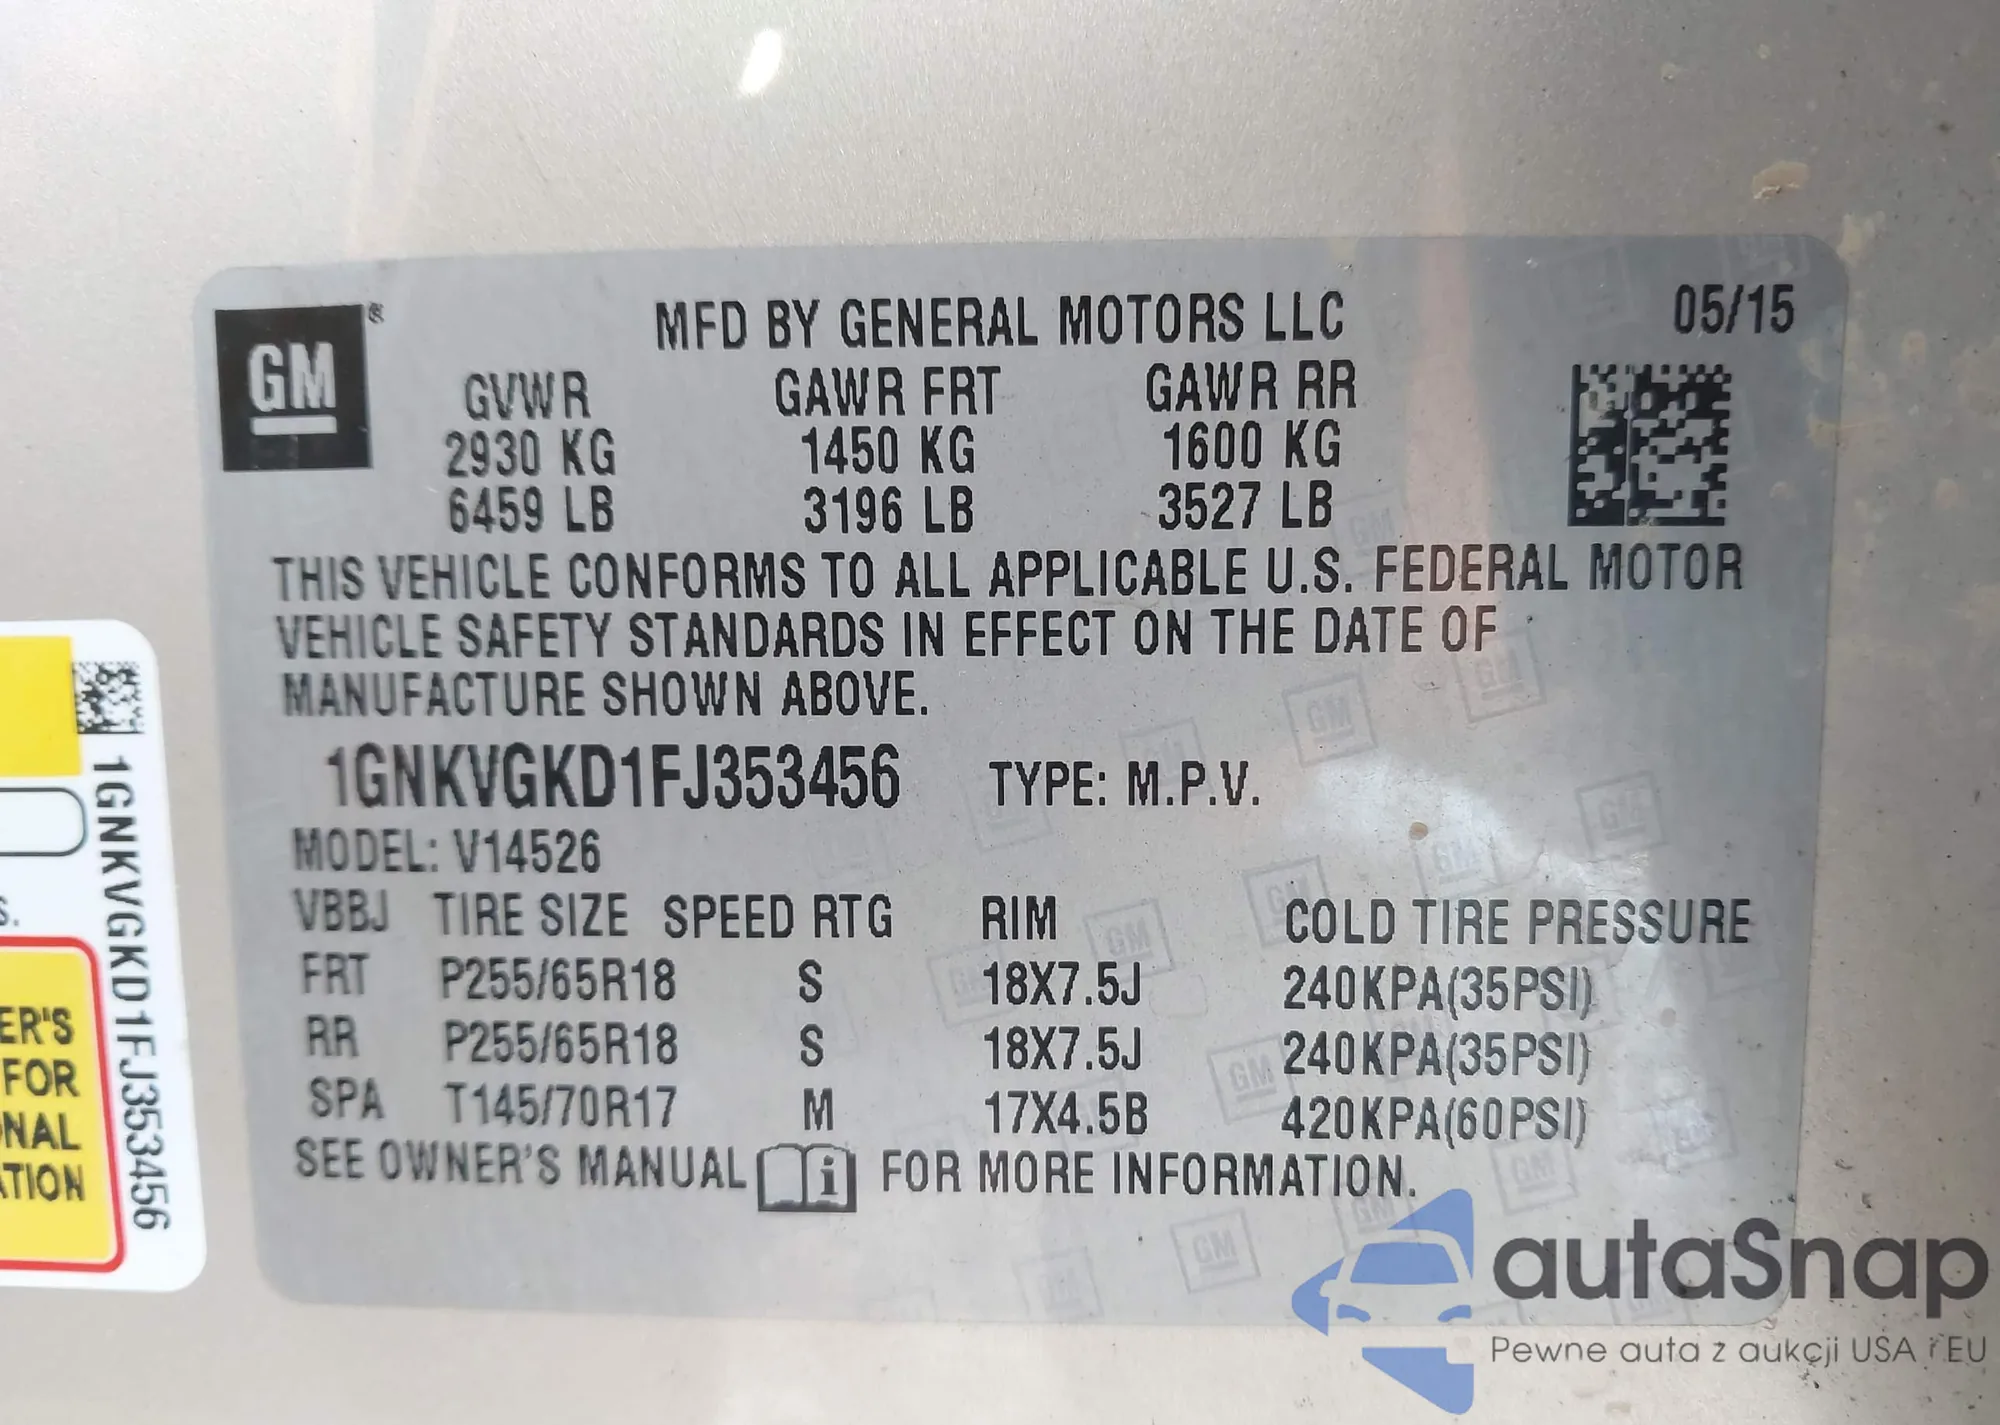 GM ®
MFD BY GENERAL MOTORS LLC
05/15
GVWR GAWR FRT GAWR RR
2930 KG 1450 KG 1600 KG
6459 LB 3196 LB 3527 LB
THIS VEHICLE CONFORMS TO ALL APPLICABLE U.S. FEDERAL MOTOR
VEHICLE SAFETY STANDARDS IN EFFECT ON THE DATE OF
MANUFACTURE SHOWN ABOVE.
1GNKVGKD1FJ353456 TYPE: M.P.V.
MODEL: V14526
VBBJ TIRE SIZE SPEED RTG RIM COLD TIRE PRESSURE
FRT P255/65R18 S 18X7.5J 240KPA(35PSI)
RR P255/65R18 S 18X7.5J 240KPA(35PSI)
SPA T145/70R17 M 17X4.5B 420KPA(60PSI)
SEE OWNER'S MANUAL i FOR MORE INFORMATION.
1GNKVGKD1FJ353456
S.
ER'S
FOR
NAL
ATION
autaSnap
Pewne auta z aukcji USA i EU